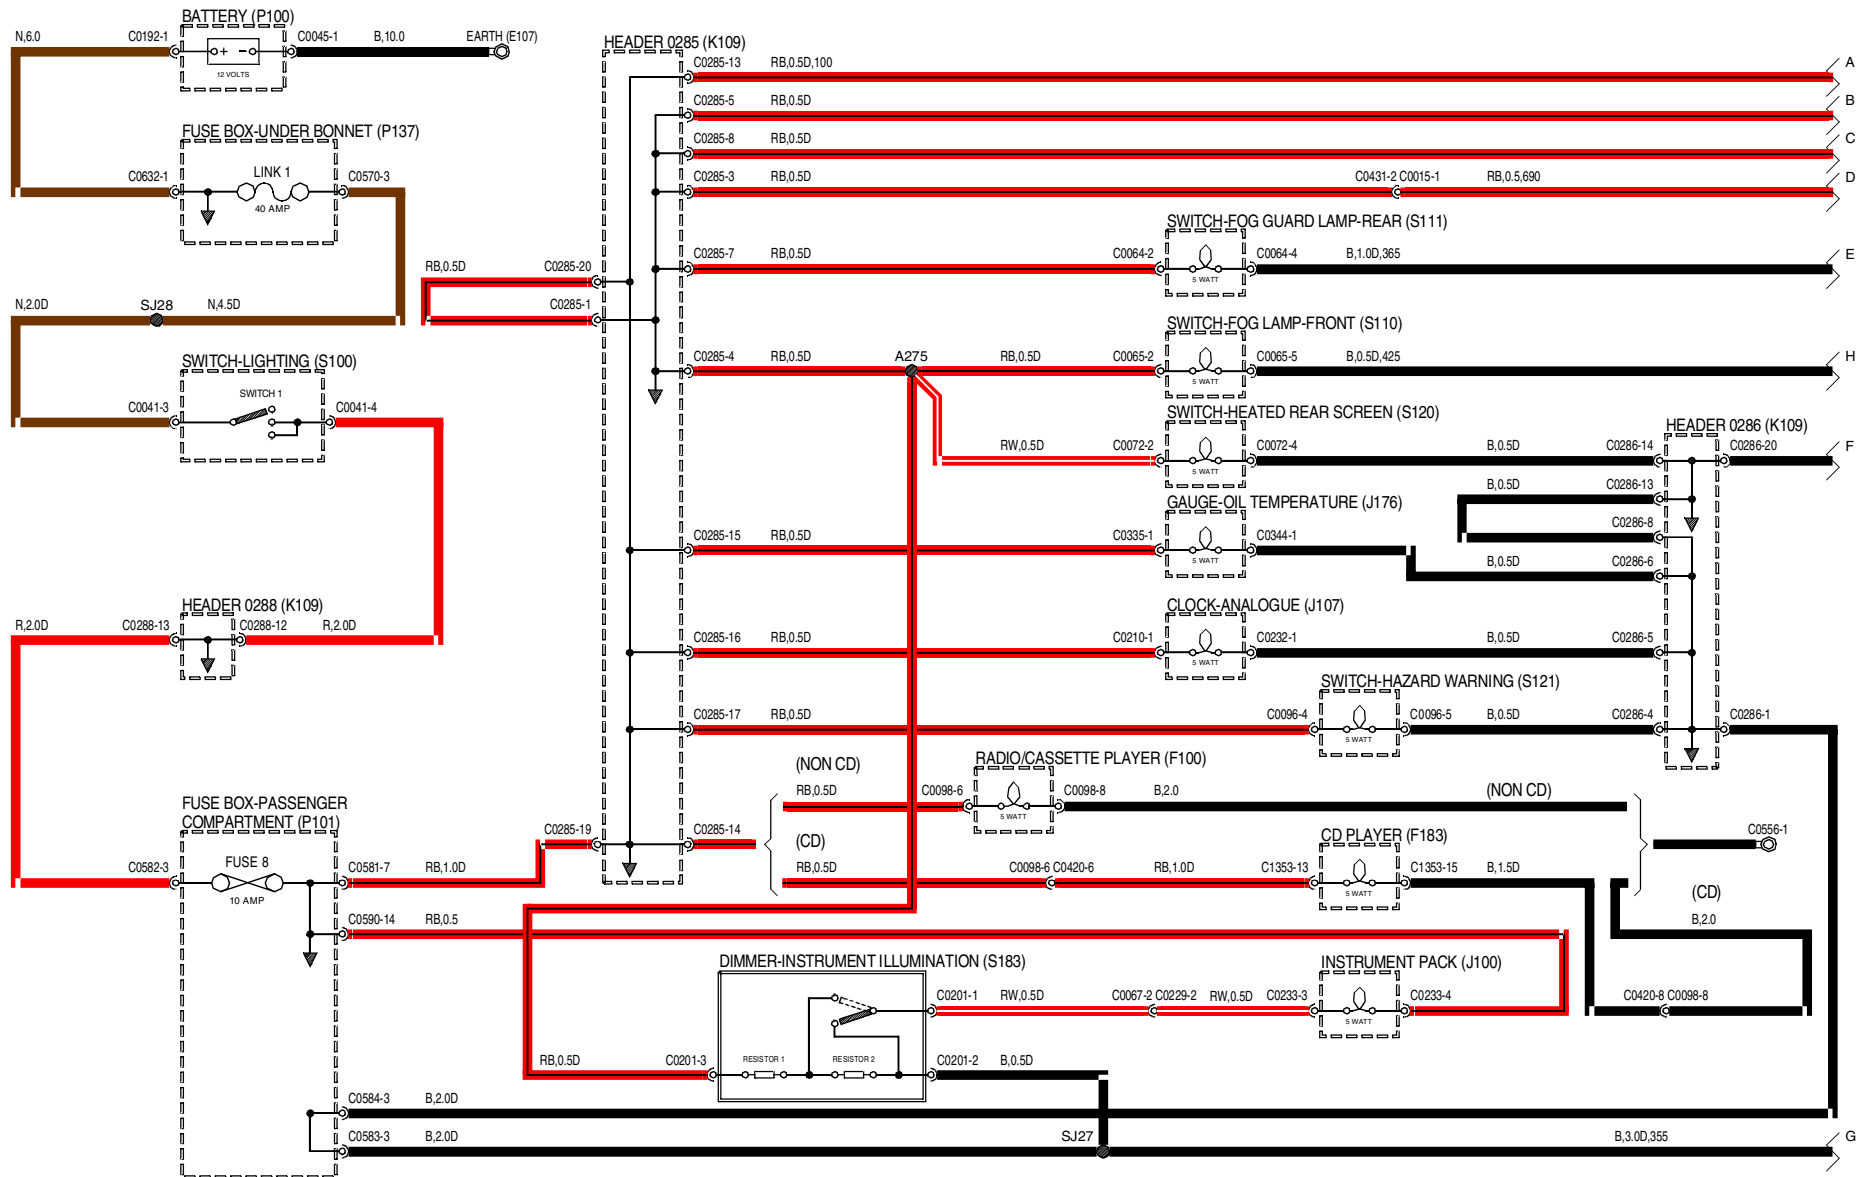 BATTERY (P100)
N,6.0
C0192-1
C0045-1
B,10.0
EARTH (E107)
+ -
12 VOLTS
FUSE BOX-UNDER BONNET (P137)
C0632-1
LINK 1
40 AMP
C0570-3
N,2.0D
SJ28
N,4.5D
SWITCH-LIGHTING (S100)
SWITCH 1
C0041-3
C0041-4
HEADER 0288 (K109)
R,2.0D
C0288-13
C0288-12
R,2.0D
FUSE BOX-PASSENGER
COMPARTMENT (P101)
C0582-3
FUSE 8
10 AMP
C0581-7
RB,1.0D
C0590-14
RB,0.5
C0584-3
B,2.0D
C0583-3
B,2.0D
HEADER 0285 (K109)
RB,0.5D
C0285-20
C0285-1
C0285-19
C0285-13
RB,0.5D,100
A
C0285-5
RB,0.5D
B
C0285-8
RB,0.5D
C
C0285-3
RB,0.5D
C0431-2 C0015-1
RB,0.5,690
D
SWITCH-FOG GUARD LAMP-REAR (S111)
C0285-7
RB,0.5D
C0064-2
5 WATT
C0064-4
B,1.0D,365
E
SWITCH-FOG LAMP-FRONT (S110)
C0285-4
RB,0.5D
A275
RB,0.5D
C0065-2
5 WATT
C0065-5
B,0.5D,425
H
SWITCH-HEATED REAR SCREEN (S120)
RW,0.5D
C0072-2
5 WATT
C0072-4
B,0.5D
C0286-14
HEADER 0286 (K109)
C0286-20
F
B,0.5D
C0286-13
GAUGE-OIL TEMPERATURE (J176)
C0286-8
C0285-15
RB,0.5D
C0335-1
5 WATT
C0344-1
B,0.5D
C0286-6
CLOCK-ANALOGUE (J107)
C0285-16
RB,0.5D
C0210-1
5 WATT
C0232-1
B,0.5D
C0286-5
SWITCH-HAZARD WARNING (S121)
C0285-17
RB,0.5D
C0096-4
5 WATT
C0096-5
B,0.5D
C0286-4
C0286-1
RADIO/CASSETTE PLAYER (F100)
(NON CD)
RB,0.5D
C0098-6
5 WATT
C0098-8
B,2.0
(NON CD)
C0285-14
(CD)
CD PLAYER (F183)
C0556-1
RB,0.5D
C0098-6 C0420-6
RB,1.0D
C1353-13
5 WATT
C1353-15
B,1.5D
(CD)
B,2.0
DIMMER-INSTRUMENT ILLUMINATION (S183)
INSTRUMENT PACK (J100)
C0201-1
RW,0.5D
C0067-2 C0229-2
RW,0.5D
C0233-3
5 WATT
C0233-4
C0420-8 C0098-8
RB,0.5D
C0201-3
RESISTOR 1
RESISTOR 2
C0201-2
B,0.5D
SJ27
B,3.0D,355
G